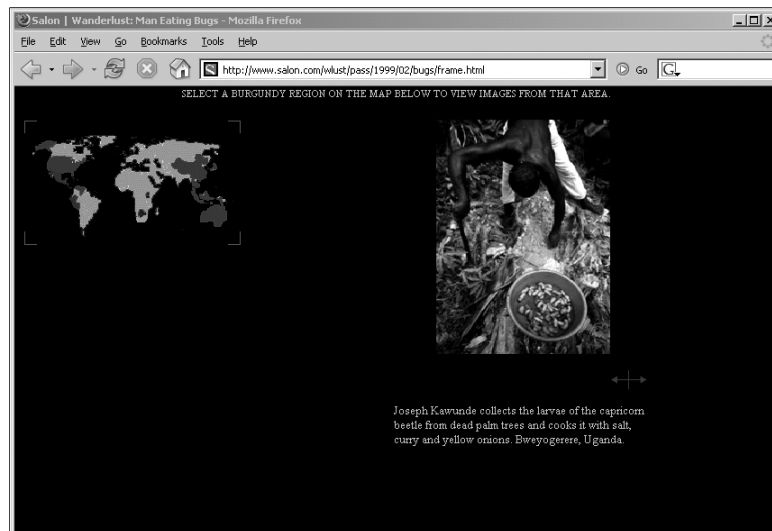 Salon | Wanderlust: Man Eating Bugs - Mozilla Firefox
File Edit View Go Bookmarks Tools Help
S http://www.salon.com/wlust/pass/1999/02/bugs/frame.html Go G
SELECT A BURGUNDY REGION ON THE MAP BELOW TO VIEW IMAGES FROM THAT AREA.
Joseph Kawunde collects the larvae of the capricorn
beetle from dead palm trees and cooks it with salt,
curry and yellow onions. Bweyogerere, Uganda.